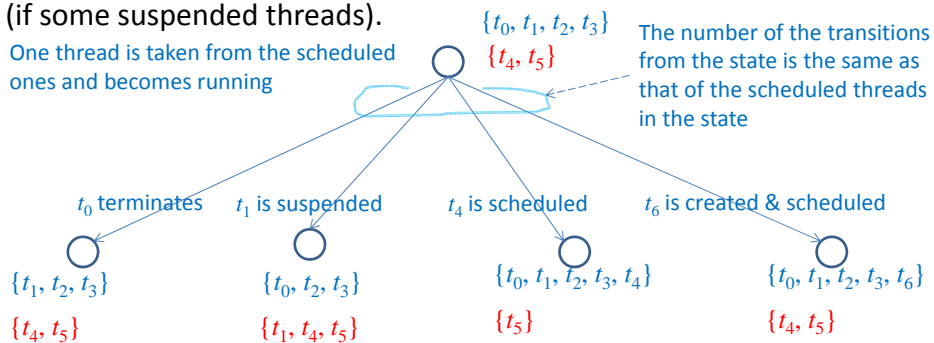 (if some suspended threads).
One thread is taken from the scheduled
ones and becomes running
{t₀, t₁, t₂, t₃}
{t₄, t₅}
The number of the transitions
from the state is the same as
that of the scheduled threads
in the state
t₀ terminates
t₁ is suspended
t₄ is scheduled
t₆ is created & scheduled
{t₁, t₂, t₃}
{t₄, t₅}
{t₀, t₂, t₃}
{t₁, t₄, t₅}
{t₀, t₁, t₂, t₃, t₄}
{t₅}
{t₀, t₁, t₂, t₃, t₆}
{t₄, t₅}